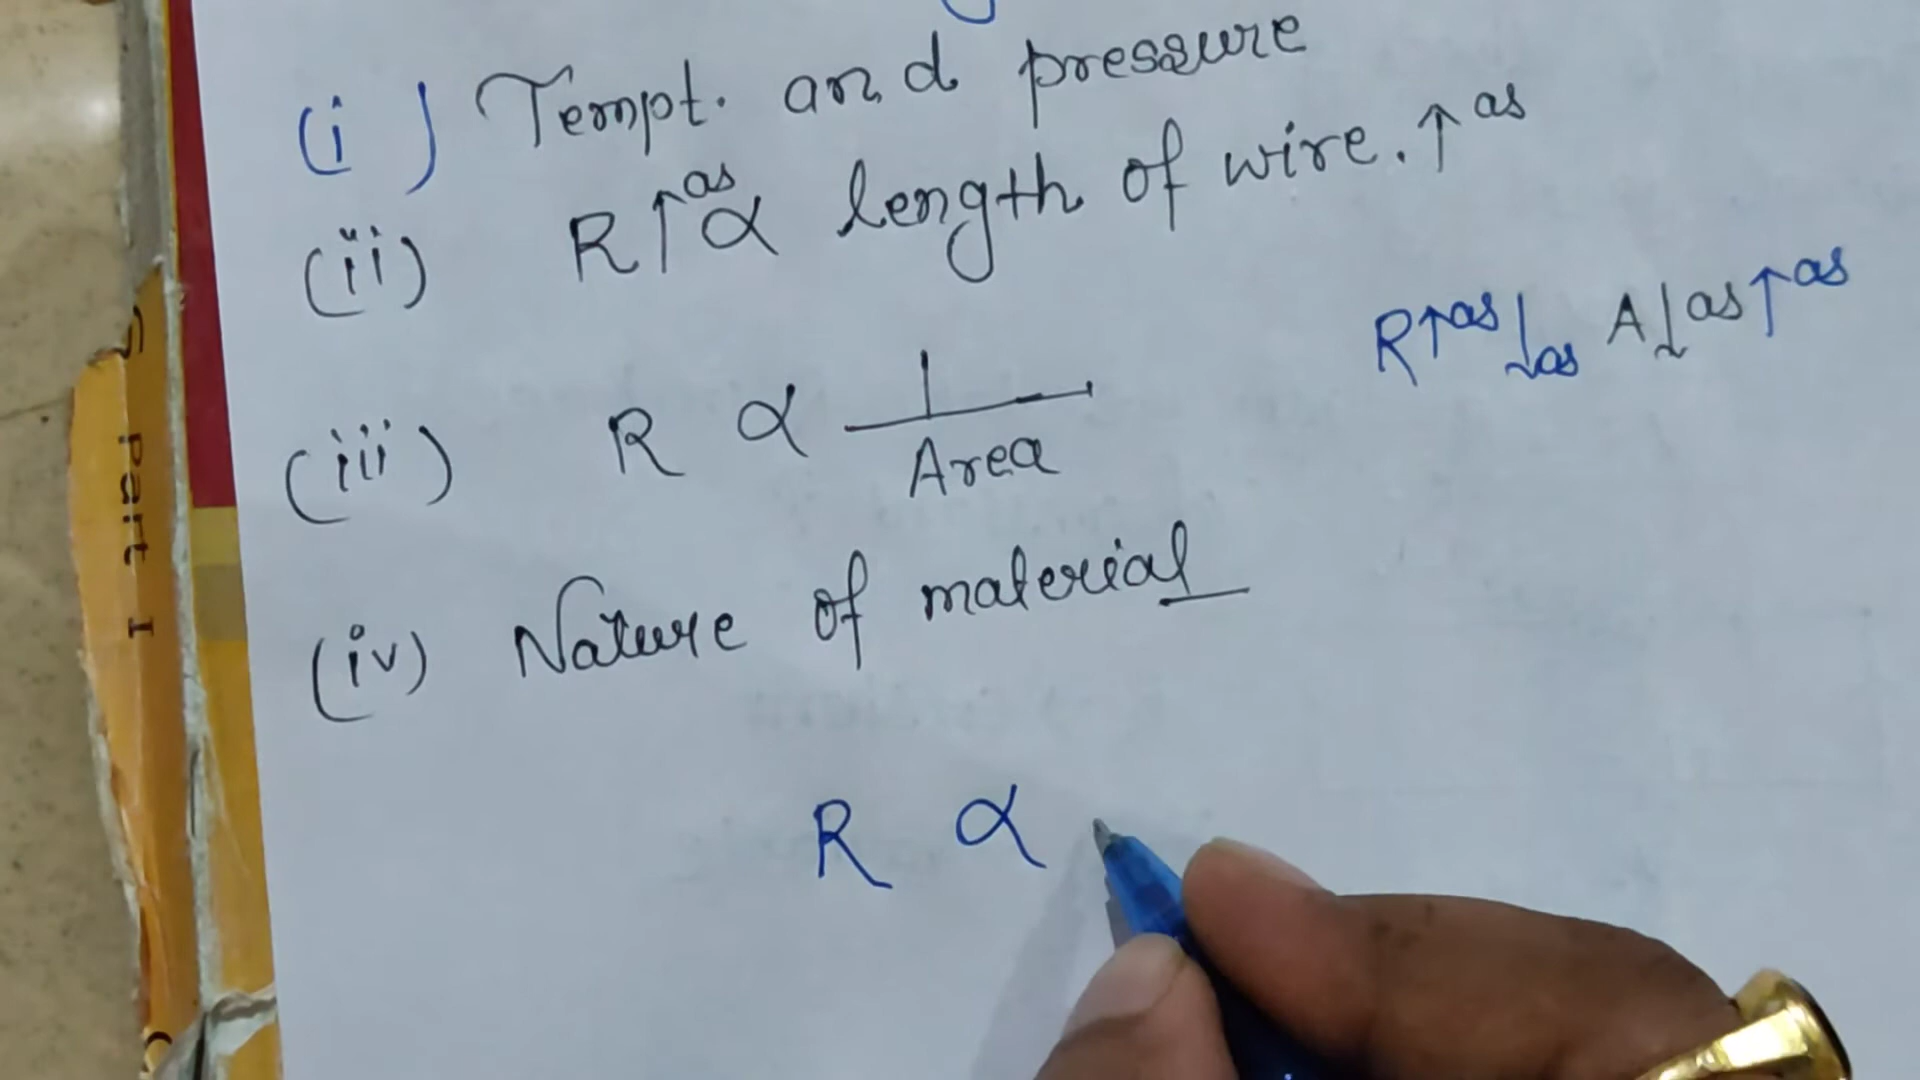 (i) Tempt. and pressure
(ii) R↑as ∝ length of wire.↑as
R↑as↓as A↓as↑as
(iii) R ∝ 1/Area
(iv) Nature of material
R ∝
Part I